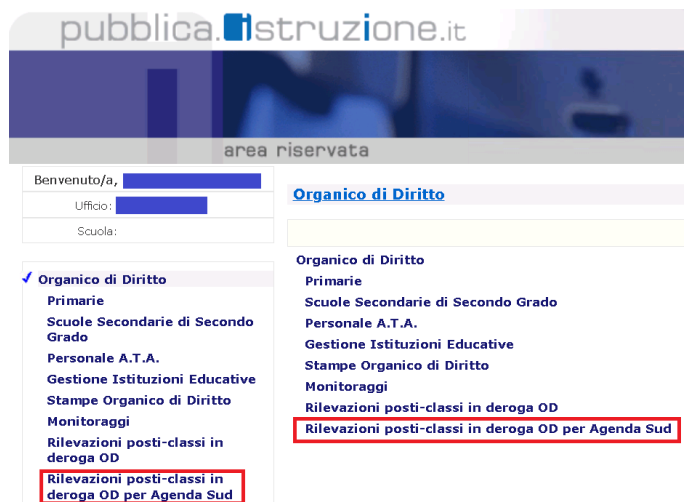 pubblica.istruzione.it
area riservata
Benvenuto/a,
Ufficio:
Scuola:
Organico di Diritto
Primarie
Scuole Secondarie di Secondo
Grado
Personale A.T.A.
Gestione Istituzioni Educative
Stampe Organico di Diritto
Monitoraggi
Rilevazioni posti-classi in
deroga OD
Rilevazioni posti-classi in
deroga OD per Agenda Sud
Organico di Diritto
Organico di Diritto
Primarie
Scuole Secondarie di Secondo Grado
Personale A.T.A.
Gestione Istituzioni Educative
Stampe Organico di Diritto
Monitoraggi
Rilevazioni posti-classi in deroga OD
Rilevazioni posti-classi in deroga OD per Agenda Sud